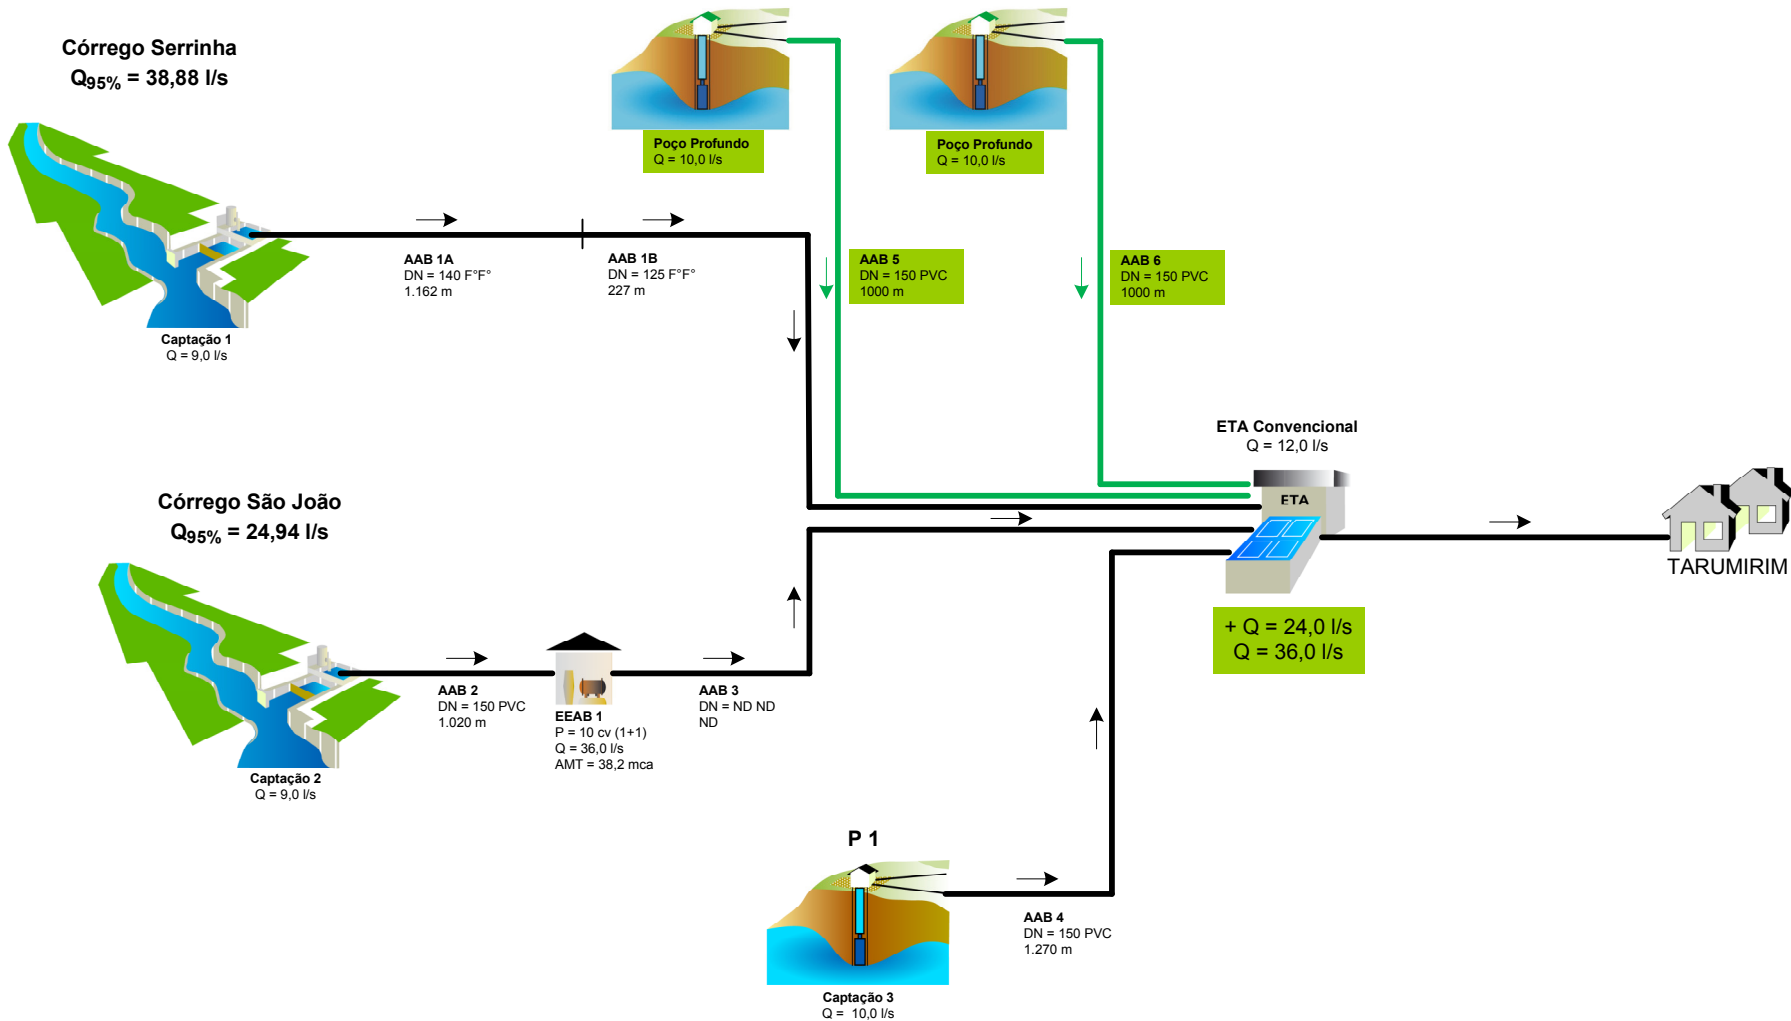 Córrego Serrinha
Q95% = 38,88 l/s
Poço Profundo
Q = 10,0 l/s
Poço Profundo
Q = 10,0 l/s
AAB 1A
DN = 140 F°F°
1.162 m
AAB 1B
DN = 125 F°F°
227 m
AAB 5
DN = 150 PVC
1000 m
AAB 6
DN = 150 PVC
1000 m
Captação 1
Q = 9,0 l/s
ETA Convencional
Q = 12,0 l/s
ETA
Córrego São João
Q95% = 24,94 l/s
TARUMIRIM
+ Q = 24,0 l/s
Q = 36,0 l/s
AAB 2
DN = 150 PVC
1.020 m
EEAB 1
P = 10 cv (1+1)
Q = 36,0 l/s
AMT = 38,2 mca
AAB 3
DN = ND ND
ND
Captação 2
Q = 9,0 l/s
P 1
AAB 4
DN = 150 PVC
1.270 m
Captação 3
Q = 10,0 l/s